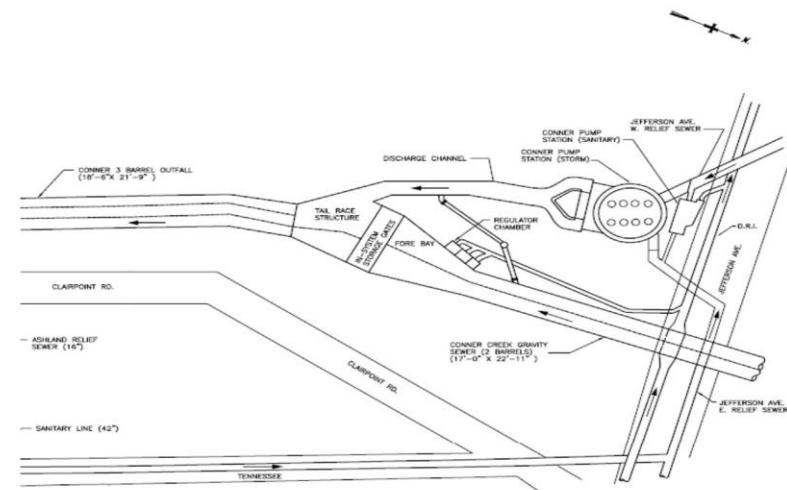 N.
JEFFERSON AVE.
W. RELIEF SEWER
CONNER PUMP
STATION (SANITARY)
CONNER PUMP
STATION (STORM)
DISCHARGE CHANNEL
CONNER 3 BARREL OUTFALL
(18'-6" X 21'-9" )
TAIL RACE
STRUCTURE
REGULATOR
CHAMBER
IN-SYSTEM
STORAGE GATES
FORE BAY
D.R.I.
JEFFERSON AVE.
CLAIRPOINT RD.
ASHLAND RELIEF
SEWER (16")
CLAIRPOINT RD.
CONNER CREEK GRAVITY
SEWER (2 BARRELS)
(17'-0" X 22'-11" )
JEFFERSON AVE.
E. RELIEF SEWER
SANITARY LINE (42")
TENNESSEE